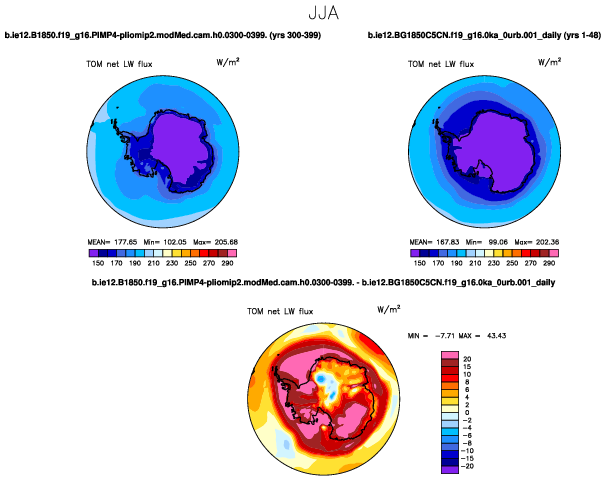 JJA
b.ie12.B1850.f19_g16.PIMP4-pliomip2.modMed.cam.h0.0300-0399. (yrs 300-399)
b.ie12.BG1850C5CN.f19_g16.0ka_0urb.001_daily (yrs 1-48)
TOM net LW flux W/m²
TOM net LW flux W/m²
MEAN= 177.65 Min= 102.05 Max= 205.68
MEAN= 167.83 Min= 99.06 Max= 202.36
150 170 190 210 230 250 270 290
150 170 190 210 230 250 270 290
b.ie12.B1850.f19_g16.PIMP4-pliomip2.modMed.cam.h0.0300-0399. - b.ie12.BG1850C5CN.f19_g16.0ka_0urb.001_daily
TOM net LW flux W/m²
MIN = -7.71 MAX = 43.43
20
15
10
8
6
4
2
0
-2
-4
-6
-8
-10
-15
-20